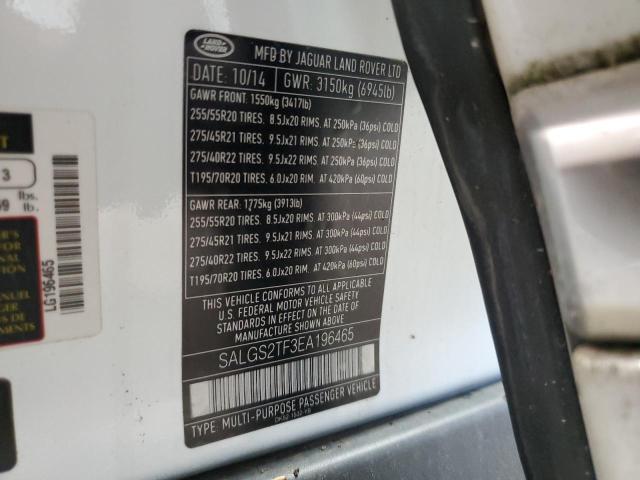 LAND
ROVER
MFD BY JAGUAR LAND ROVER LTD
DATE: 10/14 GWR: 3150kg (6945lb)
GAWR FRONT: 1550kg (3417lb)
255/55R20 TIRES. 8.5Jx20 RIMS. AT 250kPa (36psi) COLD
275/45R21 TIRES. 9.5Jx21 RIMS. AT 250kPa (36psi) COLD
275/40R22 TIRES. 9.5Jx22 RIMS. AT 250kPa (36psi) COLD
T195/70R20 TIRES. 6.0Jx20 RIM. AT 420kPa (60psi) COLD
GAWR REAR: 1775kg (3913lb)
255/55R20 TIRES. 8.5Jx20 RIMS. AT 300kPa (44psi) COLD
275/45R21 TIRES. 9.5Jx21 RIMS. AT 300kPa (44psi) COLD
275/40R22 TIRES. 9.5Jx22 RIMS. AT 300kPa (44psi) COLD
T195/70R20 TIRES. 6.0Jx20 RIM. AT 420kPa (60psi) COLD
THIS VEHICLE CONFORMS TO ALL APPLICABLE
U.S. FEDERAL MOTOR VEHICLE SAFETY
STANDARDS IN EFFECT ON THE DATE OF
MANUFACTURE SHOWN ABOVE.
SALGS2TF3EA196465
TYPE: MULTI-PURPOSE PASSENGER VEHICLE
3
lbs.
lb.
LG196465